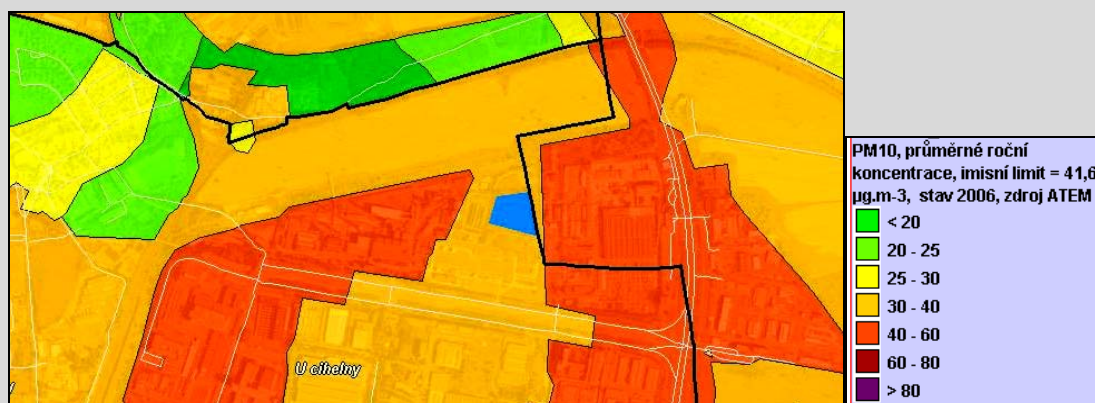 U cihelny
PM10, průměrné roční
koncentrace, imisní limit = 41,6
µg.m-3, stav 2006, zdroj ATEM
< 20
20 - 25
25 - 30
30 - 40
40 - 60
60 - 80
> 80